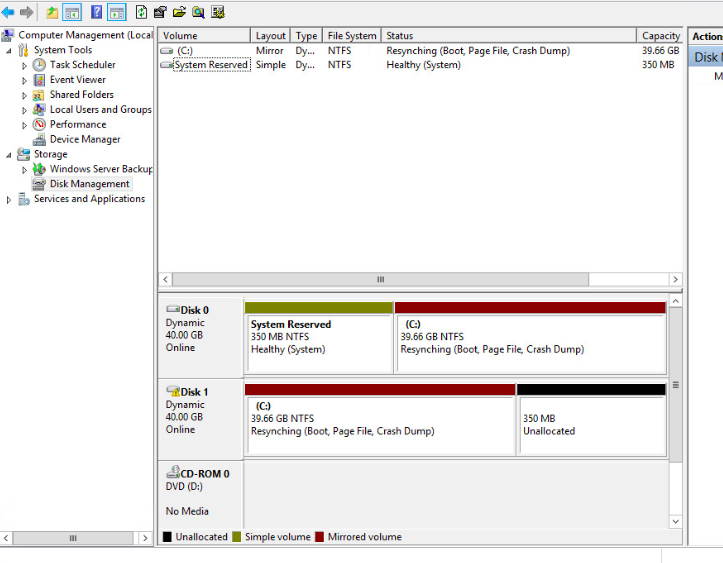 Computer Management (Local
System Tools
Task Scheduler
Event Viewer
Shared Folders
Local Users and Groups
Performance
Device Manager
Storage
Windows Server Backup
Disk Management
Services and Applications
Volume Layout Type File System Status Capacity
(C:) Mirror Dy... NTFS Resynching (Boot, Page File, Crash Dump) 39.66 GB
System Reserved Simple Dy... NTFS Healthy (System) 350 MB
Disk 0
Dynamic
40.00 GB
Online
System Reserved
350 MB NTFS
Healthy (System)
(C:)
39.66 GB NTFS
Resynching (Boot, Page File, Crash Dump)
Disk 1
Dynamic
40.00 GB
Online
(C:)
39.66 GB NTFS
Resynching (Boot, Page File, Crash Dump)
350 MB
Unallocated
CD-ROM 0
DVD (D:)
No Media
Unallocated Simple volume Mirrored volume
Action
Disk
M